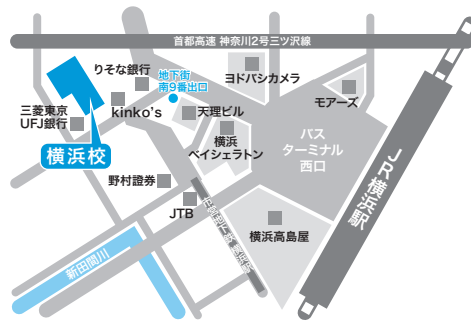 首都高速 神奈川2号三ツ沢線
りそな銀行
地下街
南9番出口
ヨドバシカメラ
モアーズ
kinko's
天理ビル
三菱東京
UFJ銀行
横浜
ベイシェラトン
バス
ターミナル
西口
横浜校
JR横浜駅
野村證券
JTB
横浜高島屋
新田間川